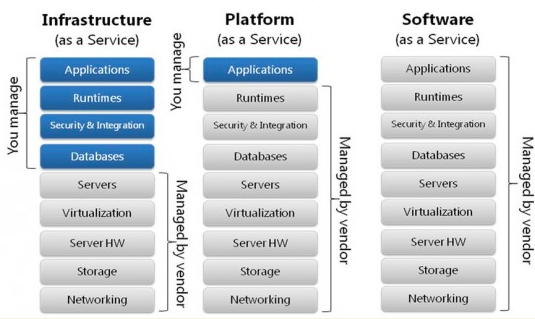 Infrastructure
(as a Service)
You manage
Applications
Runtimes
Security & Integration
Databases
Servers
Virtualization
Server HW
Storage
Networking
Managed by vendor
Platform
(as a Service)
You manage
Applications
Runtimes
Security & Integration
Databases
Servers
Virtualization
Server HW
Storage
Networking
Managed by vendor
Software
(as a Service)
Applications
Runtimes
Security & Integration
Databases
Servers
Virtualization
Server HW
Storage
Networking
Managed by vendor